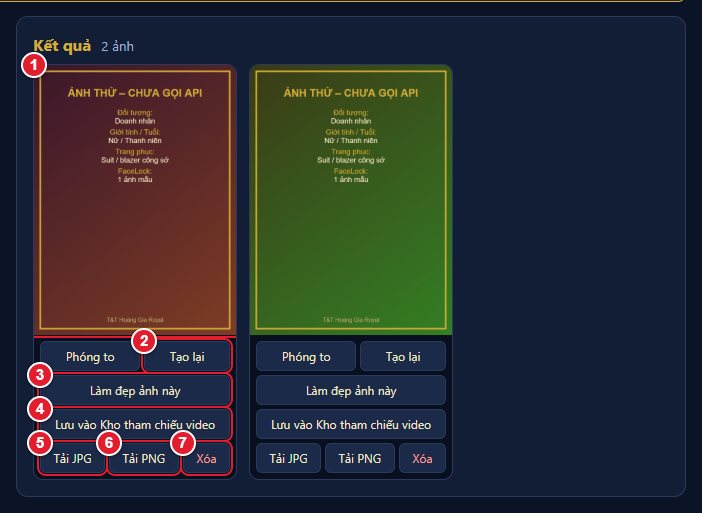 Kết quả 2 ảnh
1
ẢNH THỬ – CHƯA GỌI API
Đối tượng:
Doanh nhân
Giới tính / Tuổi:
Nữ / Thanh niên
Trang phục:
Suit / blazer công sở
FaceLock:
1 ảnh mẫu
T&T Hoàng Gia Royal
2
Phóng to Tạo lại
3
Làm đẹp ảnh này
4
Lưu vào Kho tham chiếu video
5 6 7
Tải JPG Tải PNG Xóa
ẢNH THỬ – CHƯA GỌI API
Đối tượng:
Doanh nhân
Giới tính / Tuổi:
Nữ / Thanh niên
Trang phục:
Suit / blazer công sở
FaceLock:
1 ảnh mẫu
T&T Hoàng Gia Royal
Phóng to Tạo lại
Làm đẹp ảnh này
Lưu vào Kho tham chiếu video
Tải JPG Tải PNG Xóa